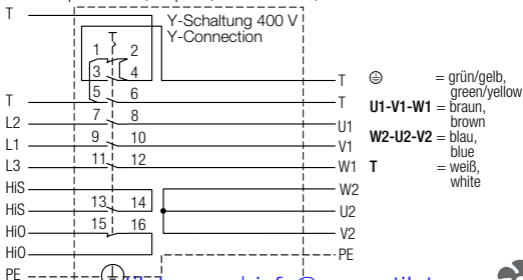 T
Y-Schaltung 400 V
Y-Connection
1 2
3 4
T
5 6
T
T
L2
7 8
U1
L1
9 10
V1
L3
11 12
W1
HiS
W2
HiS
13 14
U2
HiO
15 16
V2
HiO
PE
PE
= grün/gelb,
green/yellow
U1-V1-W1 = braun,
brown
W2-U2-V2 = blau,
blue
T = weiß,
white